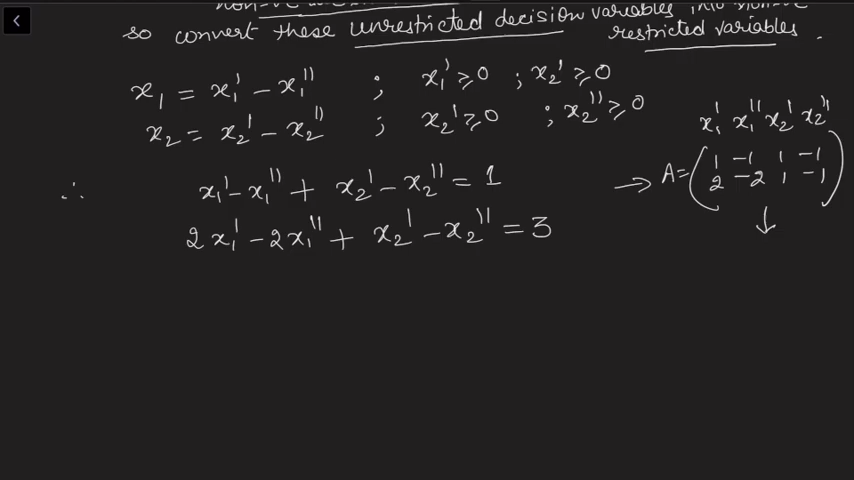 so convert these unrestricted decision variables into
restricted variables.
x₁ = x₁' − x₁'' ; x₁' ⩾ 0 ; x₂' ⩾ 0
x₂ = x₂' − x₂'' ; x₂' ⩾ 0 ; x₂'' ⩾ 0
x₁' x₁'' x₂' x₂''
∴ x₁' − x₁'' + x₂' − x₂'' = 1
→ A = ( 1 −1 1 −1
2 −2 1 −1 )
↓
2x₁' − 2x₁'' + x₂' − x₂'' = 3